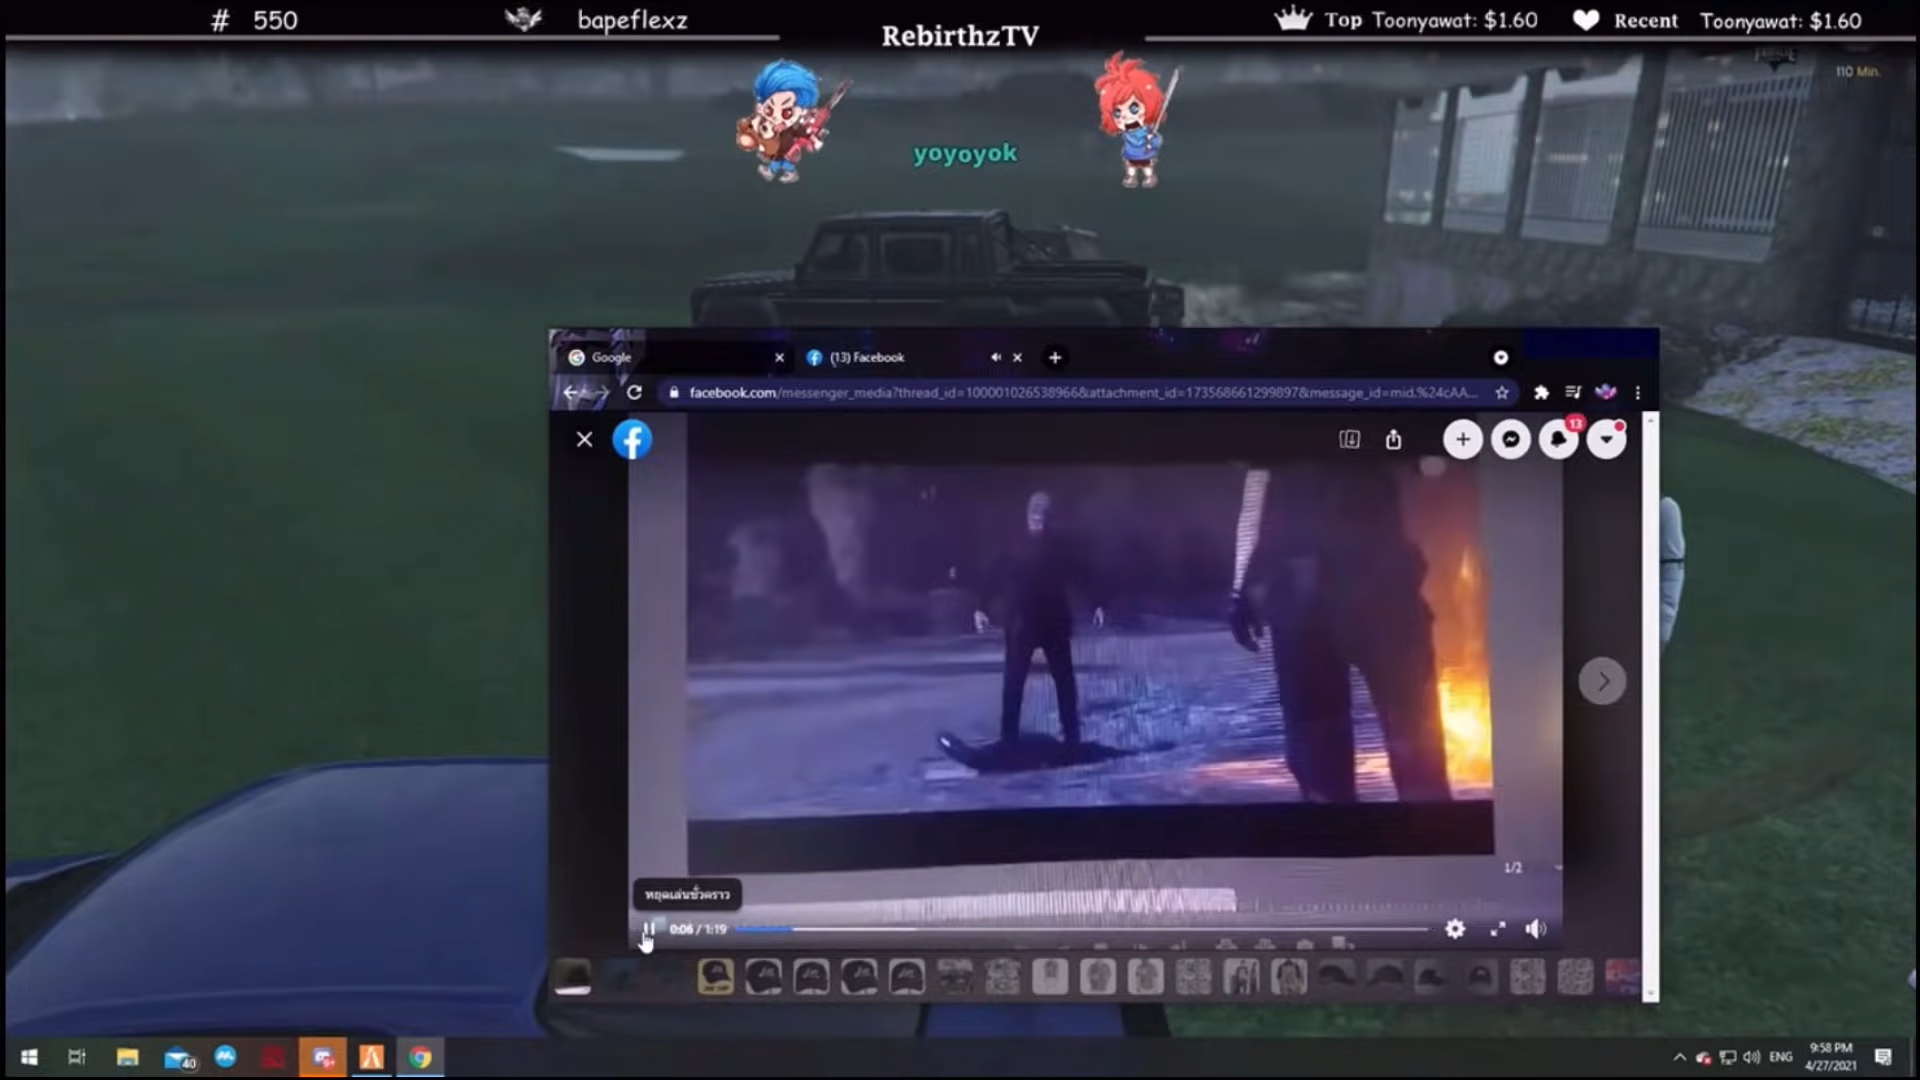 # 550
bapeflexz
RebirthzTV
Top Toonyawat: $1.60
Recent Toonyawat: $1.60
110 Min.
yoyoyok
Google
(13) Facebook
facebook.com/messenger_media?thread_id=100001026538966&attachment_id=173568661299897&message_id=mid.%24cAA...
13
1/2
หยุดเล่นชั่วคราว
0:06 / 1:19
40
9+
ENG
9:58 PM
4/27/2021